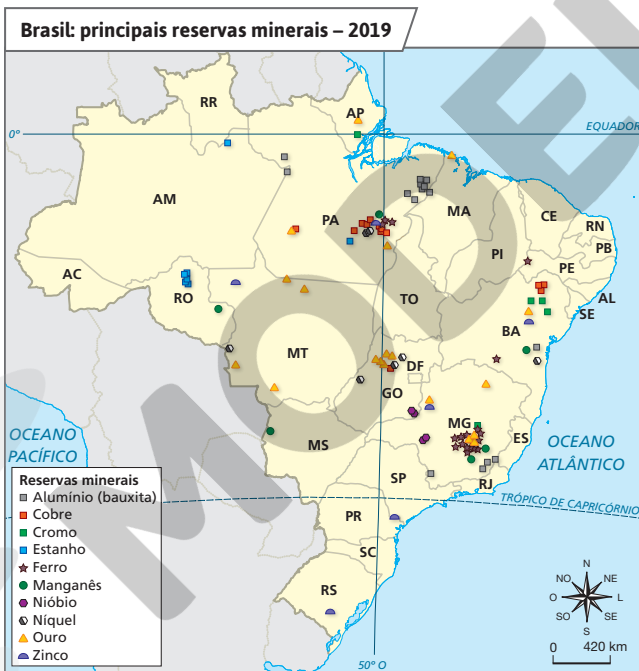 Brasil: principais reservas minerais – 2019
RR
AP
0°
EQUADOR
AM
PA
MA
CE
RN
PB
PI
PE
AC
AL
RO
TO
SE
BA
MT
DF
GO
OCEANO
PACÍFICO
MG
ES
OCEANO
ATLÂNTICO
MS
SP
RJ
TRÓPICO DE CAPRICÓRNIO
PR
SC
RS
50° O
Reservas minerais
Alumínio (bauxita)
Cobre
Cromo
Estanho
Ferro
Manganês
Nióbio
Níquel
Ouro
Zinco
N
NO
NE
O
L
SO
SE
S
0 420 km
MODE